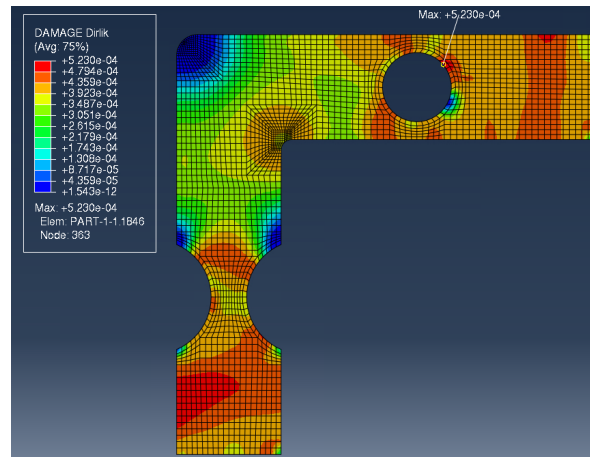 Max: +5.230e-04
DAMAGE Dirlik
(Avg: 75%)
+5.230e-04
+4.794e-04
+4.359e-04
+3.923e-04
+3.487e-04
+3.051e-04
+2.615e-04
+2.179e-04
+1.743e-04
+1.308e-04
+8.717e-05
+4.359e-05
+1.543e-12
Max: +5.230e-04
Elem: PART-1-1.1846
Node: 363